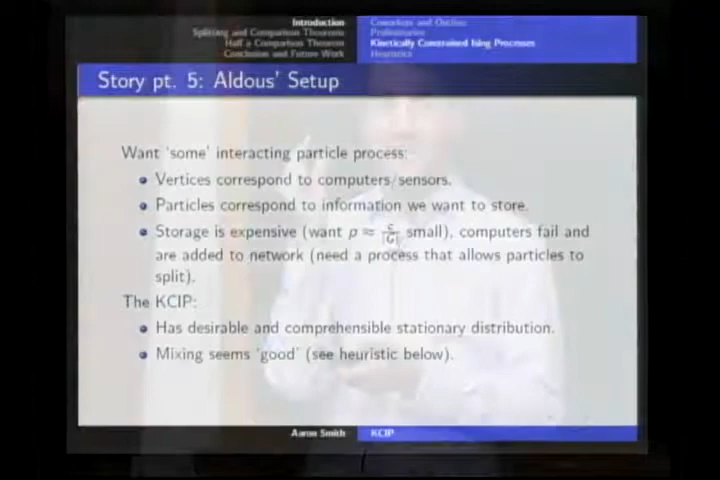 Introduction
Splitting and Comparison Theorems
Half a Comparison Theorem
Conclusion and Future Work
Preliminaries
Kinetically Constrained Ising Processes
Heuristics
Story pt. 5: Aldous' Setup
Want 'some' interacting particle process:
Vertices correspond to computers/sensors.
Particles correspond to information we want to store.
Storage is expensive (want p ≈ c/|G| small), computers fail and
are added to network (need a process that allows particles to
split).
The KCIP:
Has desirable and comprehensible stationary distribution.
Mixing seems 'good' (see heuristic below).
Aaron Smith
KCIP